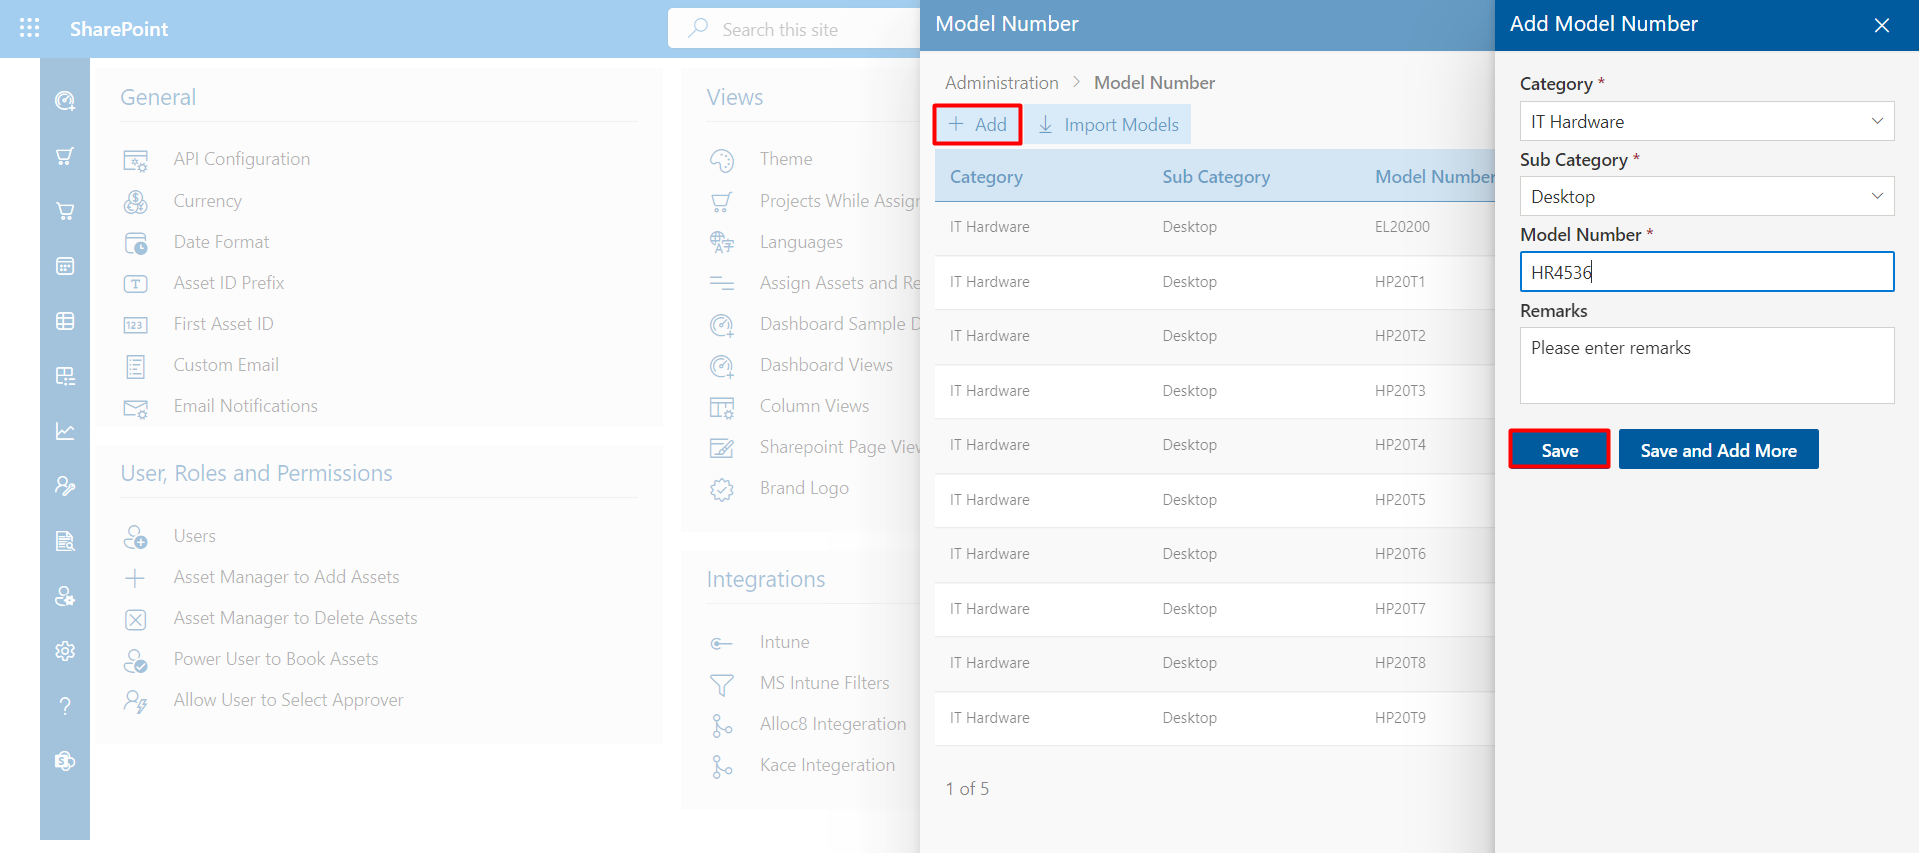 SharePoint
Search this site
General
API Configuration
Currency
Date Format
Asset ID Prefix
First Asset ID
Custom Email
Email Notifications
User, Roles and Permissions
Users
Asset Manager to Add Assets
Asset Manager to Delete Assets
Power User to Book Assets
Allow User to Select Approver
Views
Theme
Projects While Assign
Languages
Assign Assets and Re
Dashboard Sample D
Dashboard Views
Column Views
Sharepoint Page View
Brand Logo
Integrations
Intune
MS Intune Filters
Alloc8 Integeration
Kace Integeration
Model Number
Administration > Model Number
+ Add Import Models
Category Sub Category Model Number
IT Hardware Desktop EL20200
IT Hardware Desktop HP20T1
IT Hardware Desktop HP20T2
IT Hardware Desktop HP20T3
IT Hardware Desktop HP20T4
IT Hardware Desktop HP20T5
IT Hardware Desktop HP20T6
IT Hardware Desktop HP20T7
IT Hardware Desktop HP20T8
IT Hardware Desktop HP20T9
1 of 5
Add Model Number
Category *
IT Hardware
Sub Category *
Desktop
Model Number *
HR4536
Remarks
Please enter remarks
Save Save and Add More